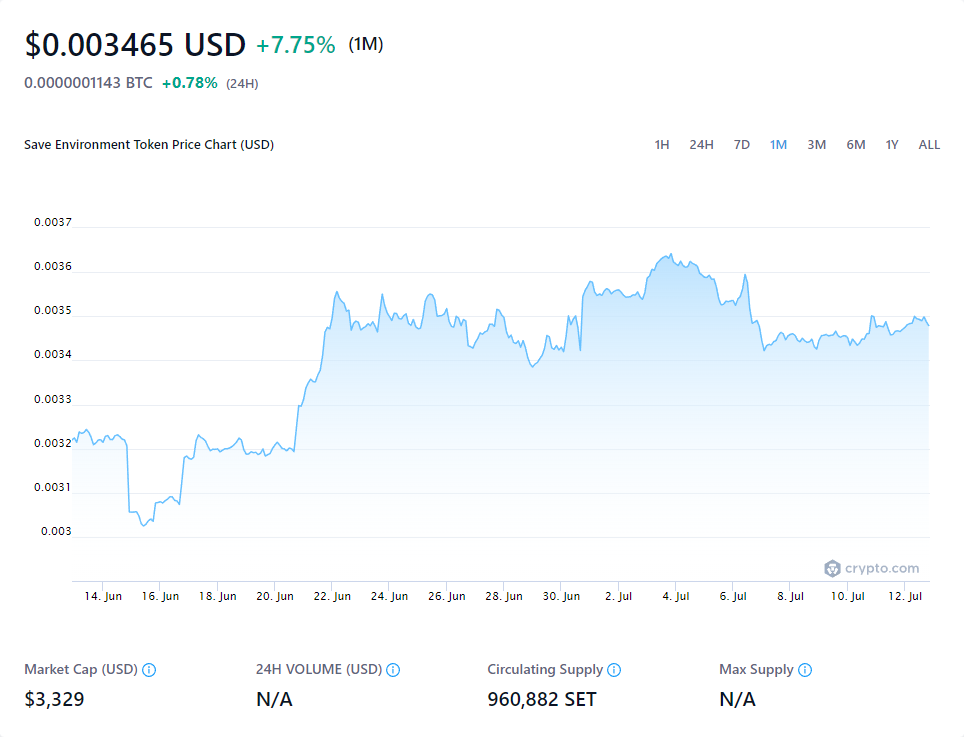 $0.003465 USD +7.75% (1M)
0.0000001143 BTC +0.78% (24H)
Save Environment Token Price Chart (USD) 1H 24H 7D 1M 3M 6M 1Y ALL
0.0037
0.0036
0.0035
0.0034
0.0033
0.0032
0.0031
0.003
crypto.com
14. Jun 16. Jun 18. Jun 20. Jun 22. Jun 24. Jun 26. Jun 28. Jun 30. Jun 2. Jul 4. Jul 6. Jul 8. Jul 10. Jul 12. Jul
Market Cap (USD) 24H VOLUME (USD) Circulating Supply Max Supply
$3,329 N/A 960,882 SET N/A